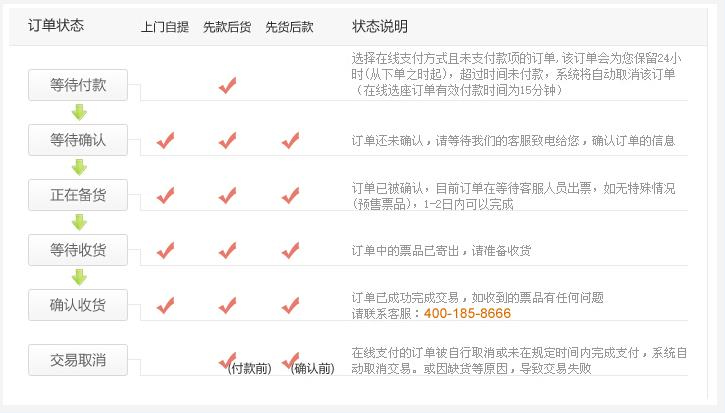 订单状态 上门自提 先款后货 先货后款 状态说明
等待付款
选择在线支付方式且未支付款项的订单,该订单会为您保留24小
时(从下单之时起)，超过时间未付款，系统将自动取消该订单
（在线选座订单有效付款时间为15分钟）
等待确认
订单还未确认，请等待我们的客服致电给您，确认订单的信息
正在备货
订单已被确认，目前订单在等待客服人员出票，如无特殊情况
(预售票品)，1-2日内可以完成
等待收货
订单中的票品已寄出，请准备收货
确认收货
订单已成功完成交易，如收到的票品有任何问题
请联系客服：400-185-8666
交易取消
(付款前) (确认前)
在线支付的订单被自行取消或未在规定时间内完成支付，系统自
动取消交易。或因缺货等原因，导致交易失败